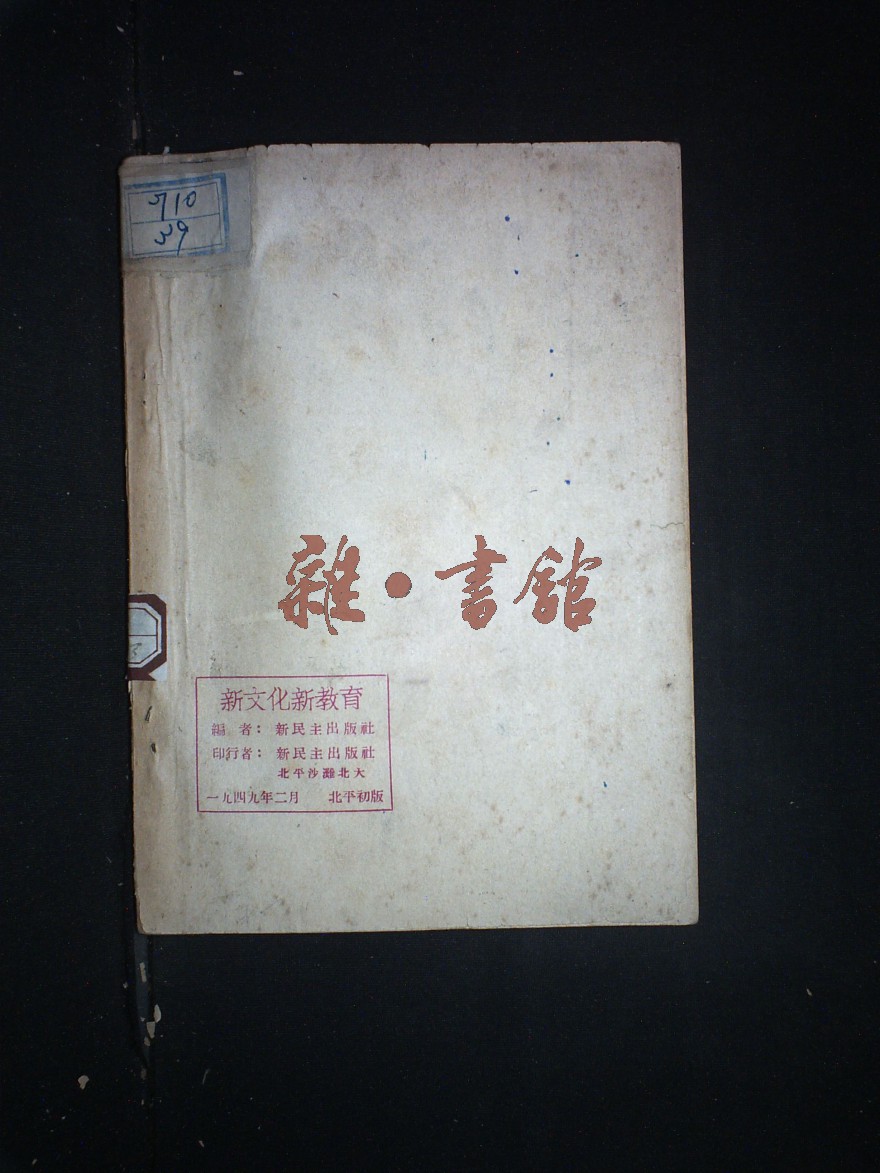 710
39
雜·書館
新文化新教育
編 者：新民主出版社
印行者：新民主出版社
北平沙灘北大
一九四九年二月 北平初版